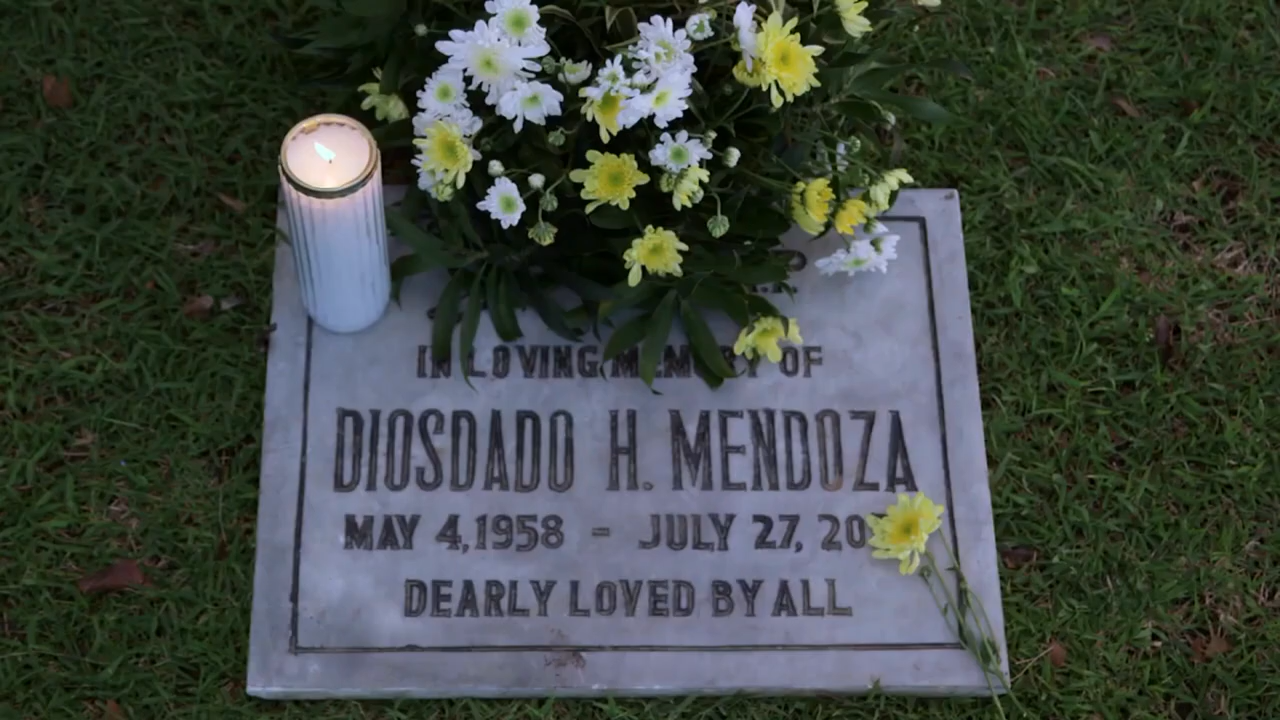 IN LOVING MEMORY OF
DIOSDADO H. MENDOZA
MAY 4, 1958 - JULY 27, 20
DEARLY LOVED BY ALL